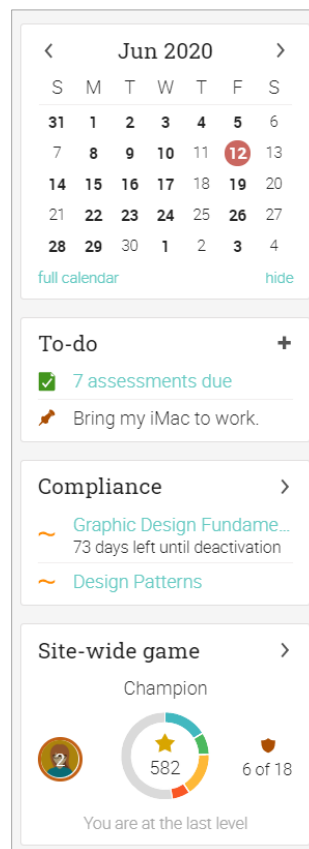 Jun 2020
S M T W T F S
31 1 2 3 4 5 6
7 8 9 10 11 12 13
14 15 16 17 18 19 20
21 22 23 24 25 26 27
28 29 30 1 2 3 4
full calendar hide
To-do
7 assessments due
Bring my iMac to work.
Compliance
Graphic Design Fundame...
73 days left until deactivation
Design Patterns
Site-wide game
Champion
2 582 6 of 18
You are at the last level